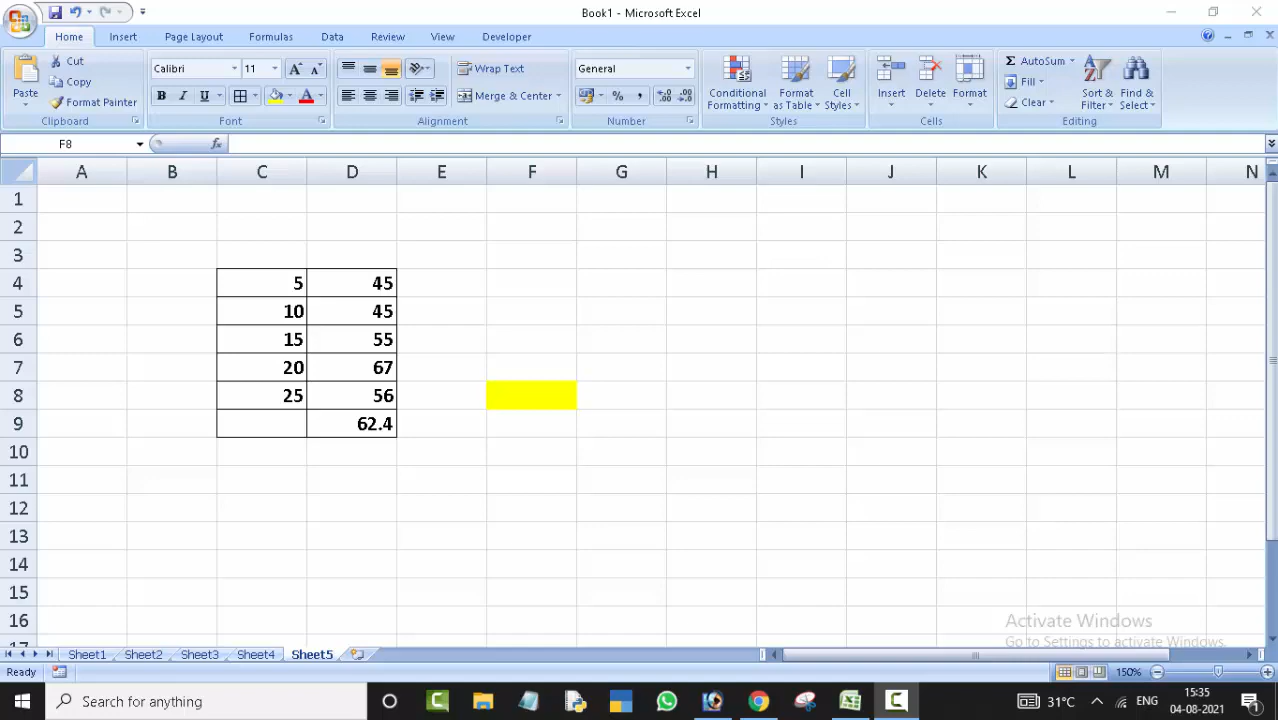 Book1 - Microsoft Excel
Home Insert Page Layout Formulas Data Review View Developer
Paste
Cut
Copy
Format Painter
Clipboard
Calibri 11
B I U
Font
Wrap Text
Merge & Center
Alignment
General
% ,
Number
Conditional Formatting
Format as Table
Cell Styles
Styles
Insert Delete Format
Cells
Σ AutoSum
Fill
Clear
Sort & Filter
Find & Select
Editing
F8 fx
A B C D E F G H I J K L M N
1
2
3
4 5 45
5 10 45
6 15 55
7 20 67
8 25 56
9 62.4
10
11
12
13
14
15
16
17
Activate Windows
Go to Settings to activate Windows.
Sheet1 Sheet2 Sheet3 Sheet4 Sheet5
Ready 150%
Search for anything
31°C ENG 15:35
04-08-2021